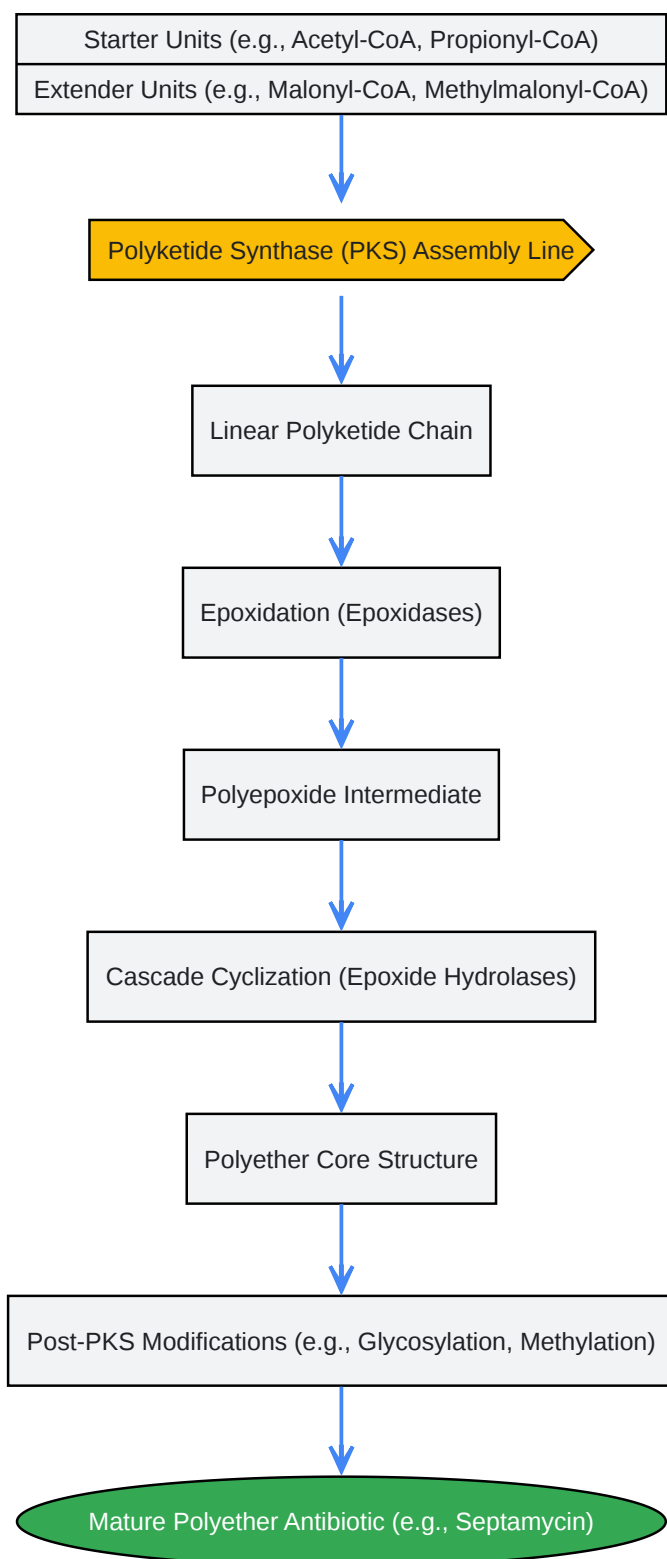 Starter Units (e.g., Acetyl-CoA, Propionyl-CoA)
Extender Units (e.g., Malonyl-CoA, Methylmalonyl-CoA)
Polyketide Synthase (PKS) Assembly Line
Linear Polyketide Chain
Epoxidation (Epoxidases)
Polyepoxide Intermediate
Cascade Cyclization (Epoxide Hydrolases)
Polyether Core Structure
Post-PKS Modifications (e.g., Glycosylation, Methylation)
Mature Polyether Antibiotic (e.g., Septamycin)